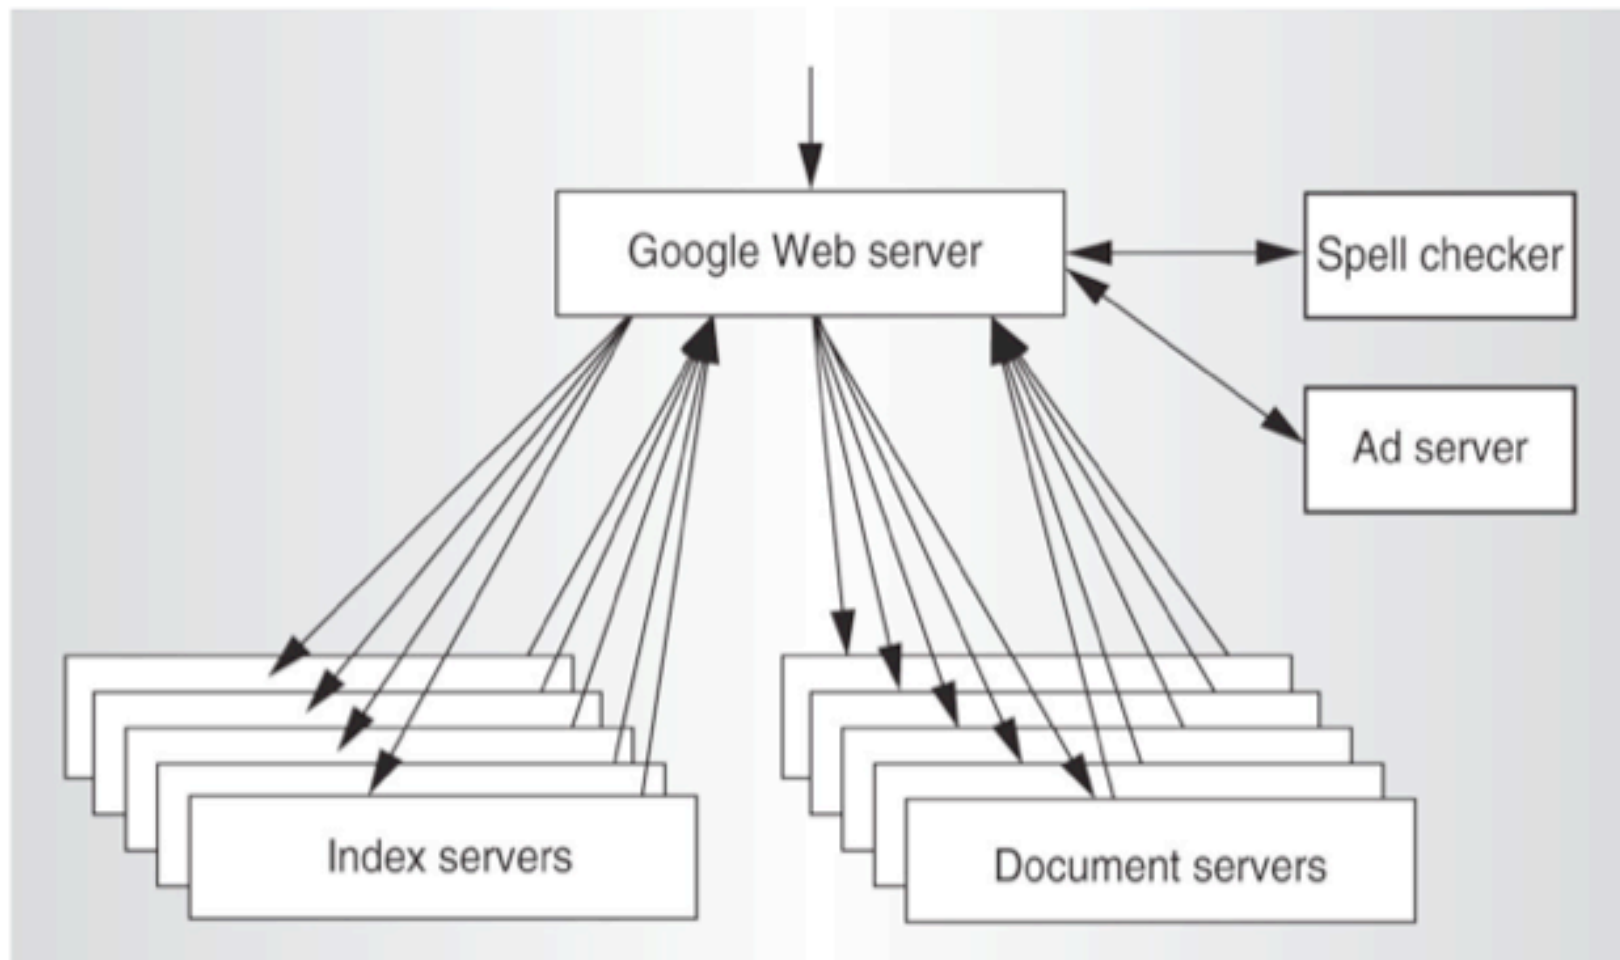 Google Web server
Spell checker
Ad server
Index servers
Document servers